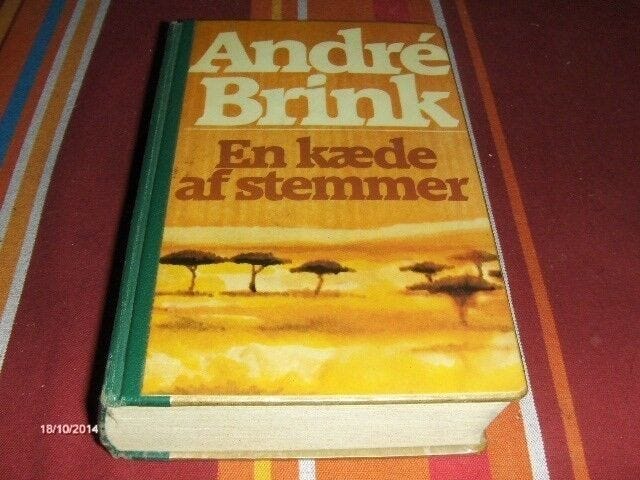 André
Brink
En kæde
af stemmer
18/10/2014